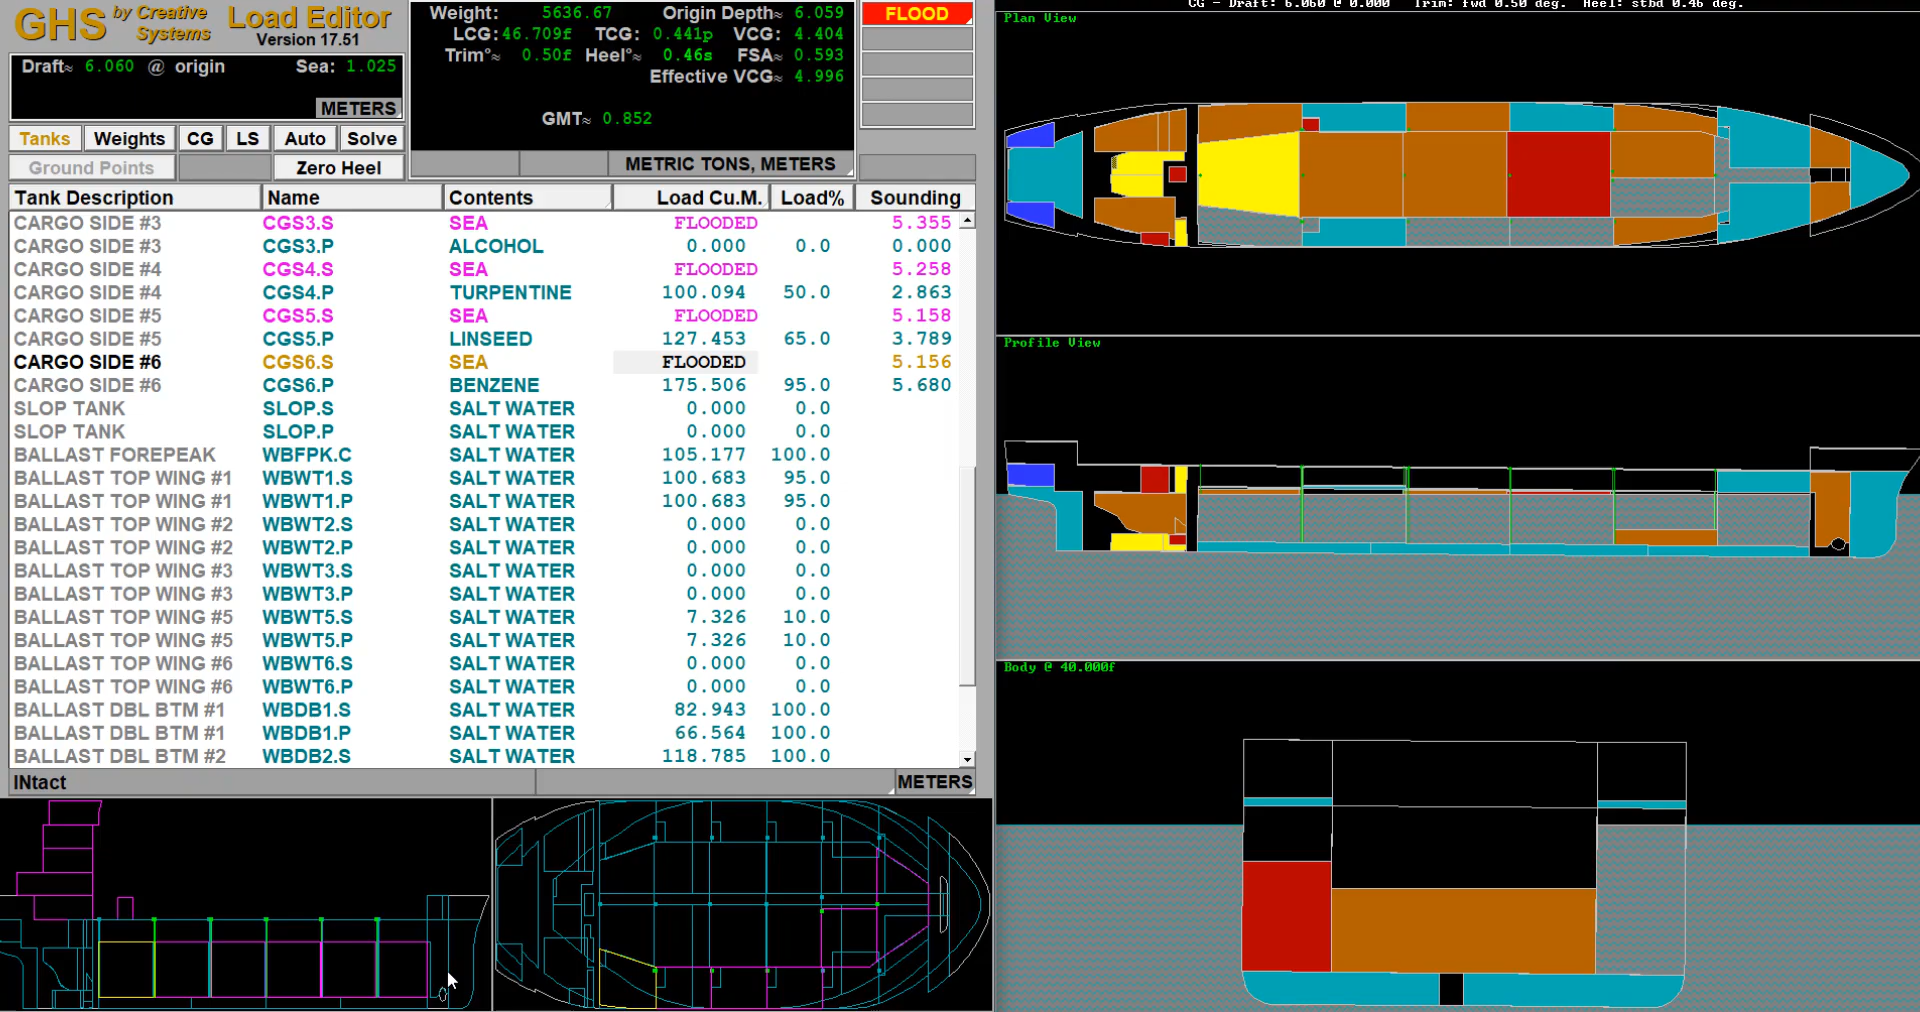 GHS by Creative Systems Load Editor
Version 17.51
Draft≈ 6.060 @ origin Sea: 1.025
METERS
Weight: 5636.67 Origin Depth≈ 6.059
LCG: 46.709f TCG: 0.441p VCG: 4.404
Trim°≈ 0.50f Heel°≈ 0.46s FSA≈ 0.593
Effective VCG≈ 4.996
GMT≈ 0.852
METRIC TONS, METERS
FLOOD
Tanks Weights CG LS Auto Solve
Ground Points Zero Heel
Tank Description Name Contents Load Cu.M. Load% Sounding
CARGO SIDE #3 CGS3.S SEA FLOODED 5.355
CARGO SIDE #3 CGS3.P ALCOHOL 0.000 0.0 0.000
CARGO SIDE #4 CGS4.S SEA FLOODED 5.258
CARGO SIDE #4 CGS4.P TURPENTINE 100.094 50.0 2.863
CARGO SIDE #5 CGS5.S SEA FLOODED 5.158
CARGO SIDE #5 CGS5.P LINSEED 127.453 65.0 3.789
CARGO SIDE #6 CGS6.S SEA FLOODED 5.156
CARGO SIDE #6 CGS6.P BENZENE 175.506 95.0 5.680
SLOP TANK SLOP.S SALT WATER 0.000 0.0
SLOP TANK SLOP.P SALT WATER 0.000 0.0
BALLAST FOREPEAK WBFPK.C SALT WATER 105.177 100.0
BALLAST TOP WING #1 WBWT1.S SALT WATER 100.683 95.0
BALLAST TOP WING #1 WBWT1.P SALT WATER 100.683 95.0
BALLAST TOP WING #2 WBWT2.S SALT WATER 0.000 0.0
BALLAST TOP WING #2 WBWT2.P SALT WATER 0.000 0.0
BALLAST TOP WING #3 WBWT3.S SALT WATER 0.000 0.0
BALLAST TOP WING #3 WBWT3.P SALT WATER 0.000 0.0
BALLAST TOP WING #5 WBWT5.S SALT WATER 7.326 10.0
BALLAST TOP WING #5 WBWT5.P SALT WATER 7.326 10.0
BALLAST TOP WING #6 WBWT6.S SALT WATER 0.000 0.0
BALLAST TOP WING #6 WBWT6.P SALT WATER 0.000 0.0
BALLAST DBL BTM #1 WBDB1.S SALT WATER 82.943 100.0
BALLAST DBL BTM #1 WBDB1.P SALT WATER 66.564 100.0
BALLAST DBL BTM #2 WBDB2.S SALT WATER 118.785 100.0
INtact METERS
CG - Draft: 6.060 @ 0.000 Trim: fwd 0.50 deg. Heel: stbd 0.46 deg.
Plan View
Profile View
Body @ 40.000f